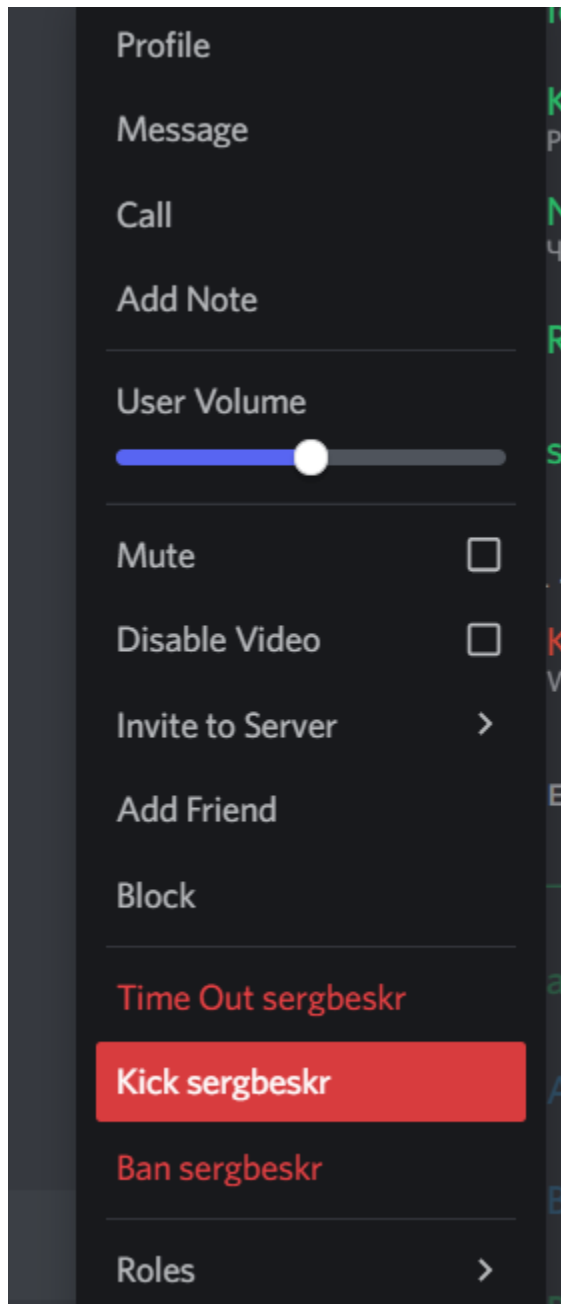 Profile
Message
Call
Add Note
User Volume
Mute
Disable Video
Invite to Server
Add Friend
Block
Time Out sergbeskr
Kick sergbeskr
Ban sergbeskr
Roles